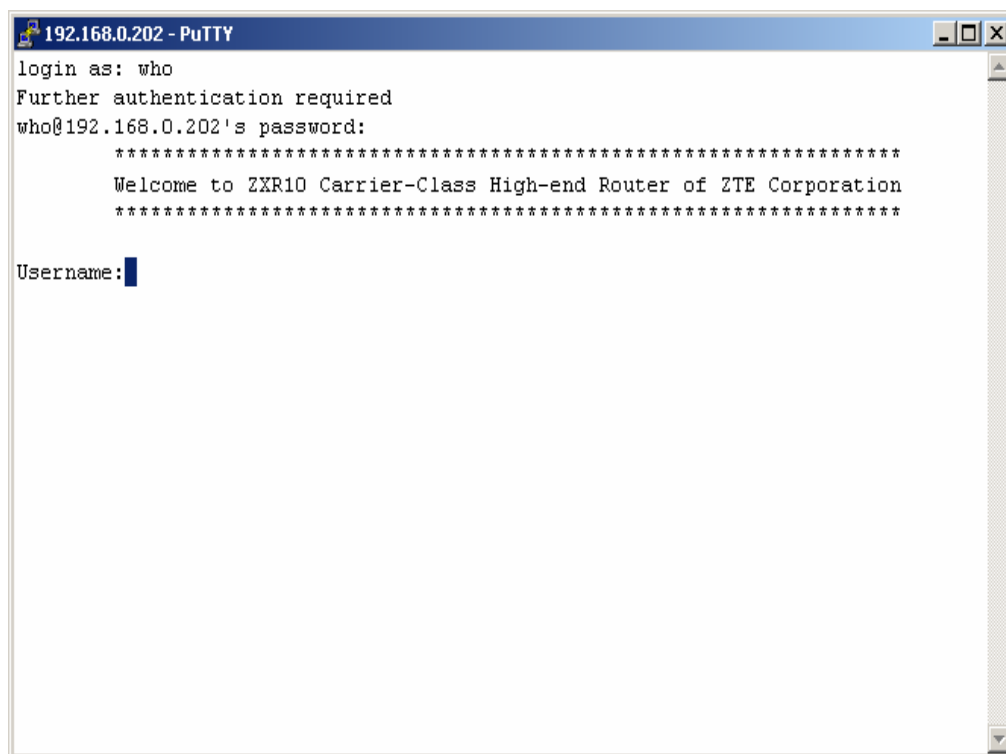 192.168.0.202 - PuTTY
login as: who
Further authentication required
who@192.168.0.202's password:
*****************************************************************
Welcome to ZXR10 Carrier-Class High-end Router of ZTE Corporation
*****************************************************************
Username: